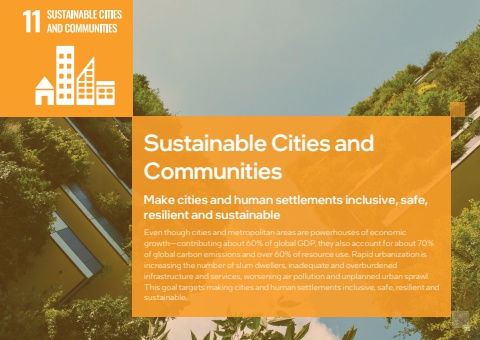 11 SUSTAINABLE CITIES
AND COMMUNITIES
Sustainable Cities and
Communities
Make cities and human settlements inclusive, safe,
resilient and sustainable
Even though cities and metropolitan areas are powerhouses of economic
growth—contributing about 60% of global GDP, they also account for about 70%
of global carbon emissions and over 60% of resource use. Rapid urbanization is
increasing the number of slum dwellers, inadequate and overburdened
infrastructure and services, worsening air pollution and unplanned urban sprawl.
This goal targets making cities and human settlements inclusive, safe, resilient and
sustainable.